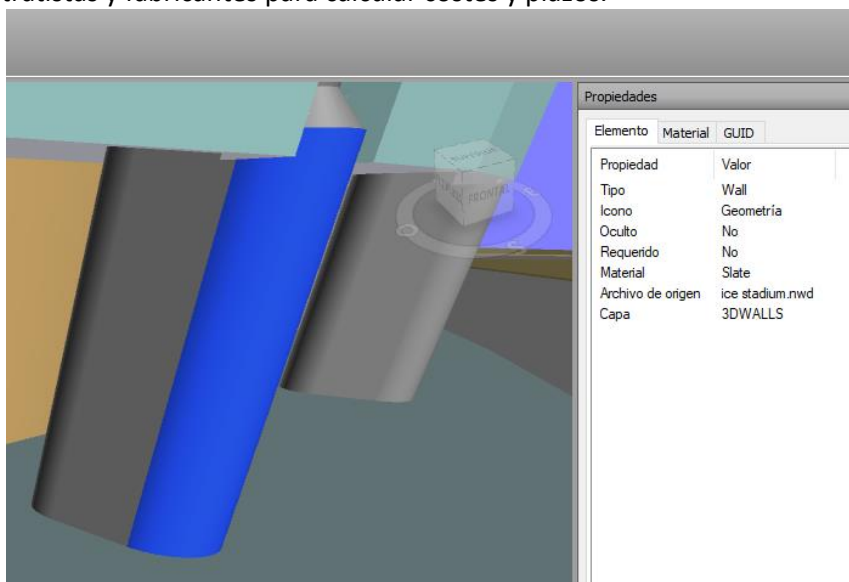 tratistas y fabricantes para calcular costes y plazos.
Propiedades
Elemento Material GUID
Propiedad Valor
Tipo Wall
Icono Geometría
Oculto No
Requerido No
Material Slate
Archivo de origen ice stadium.nwd
Capa 3DWALLS
FRONTAL